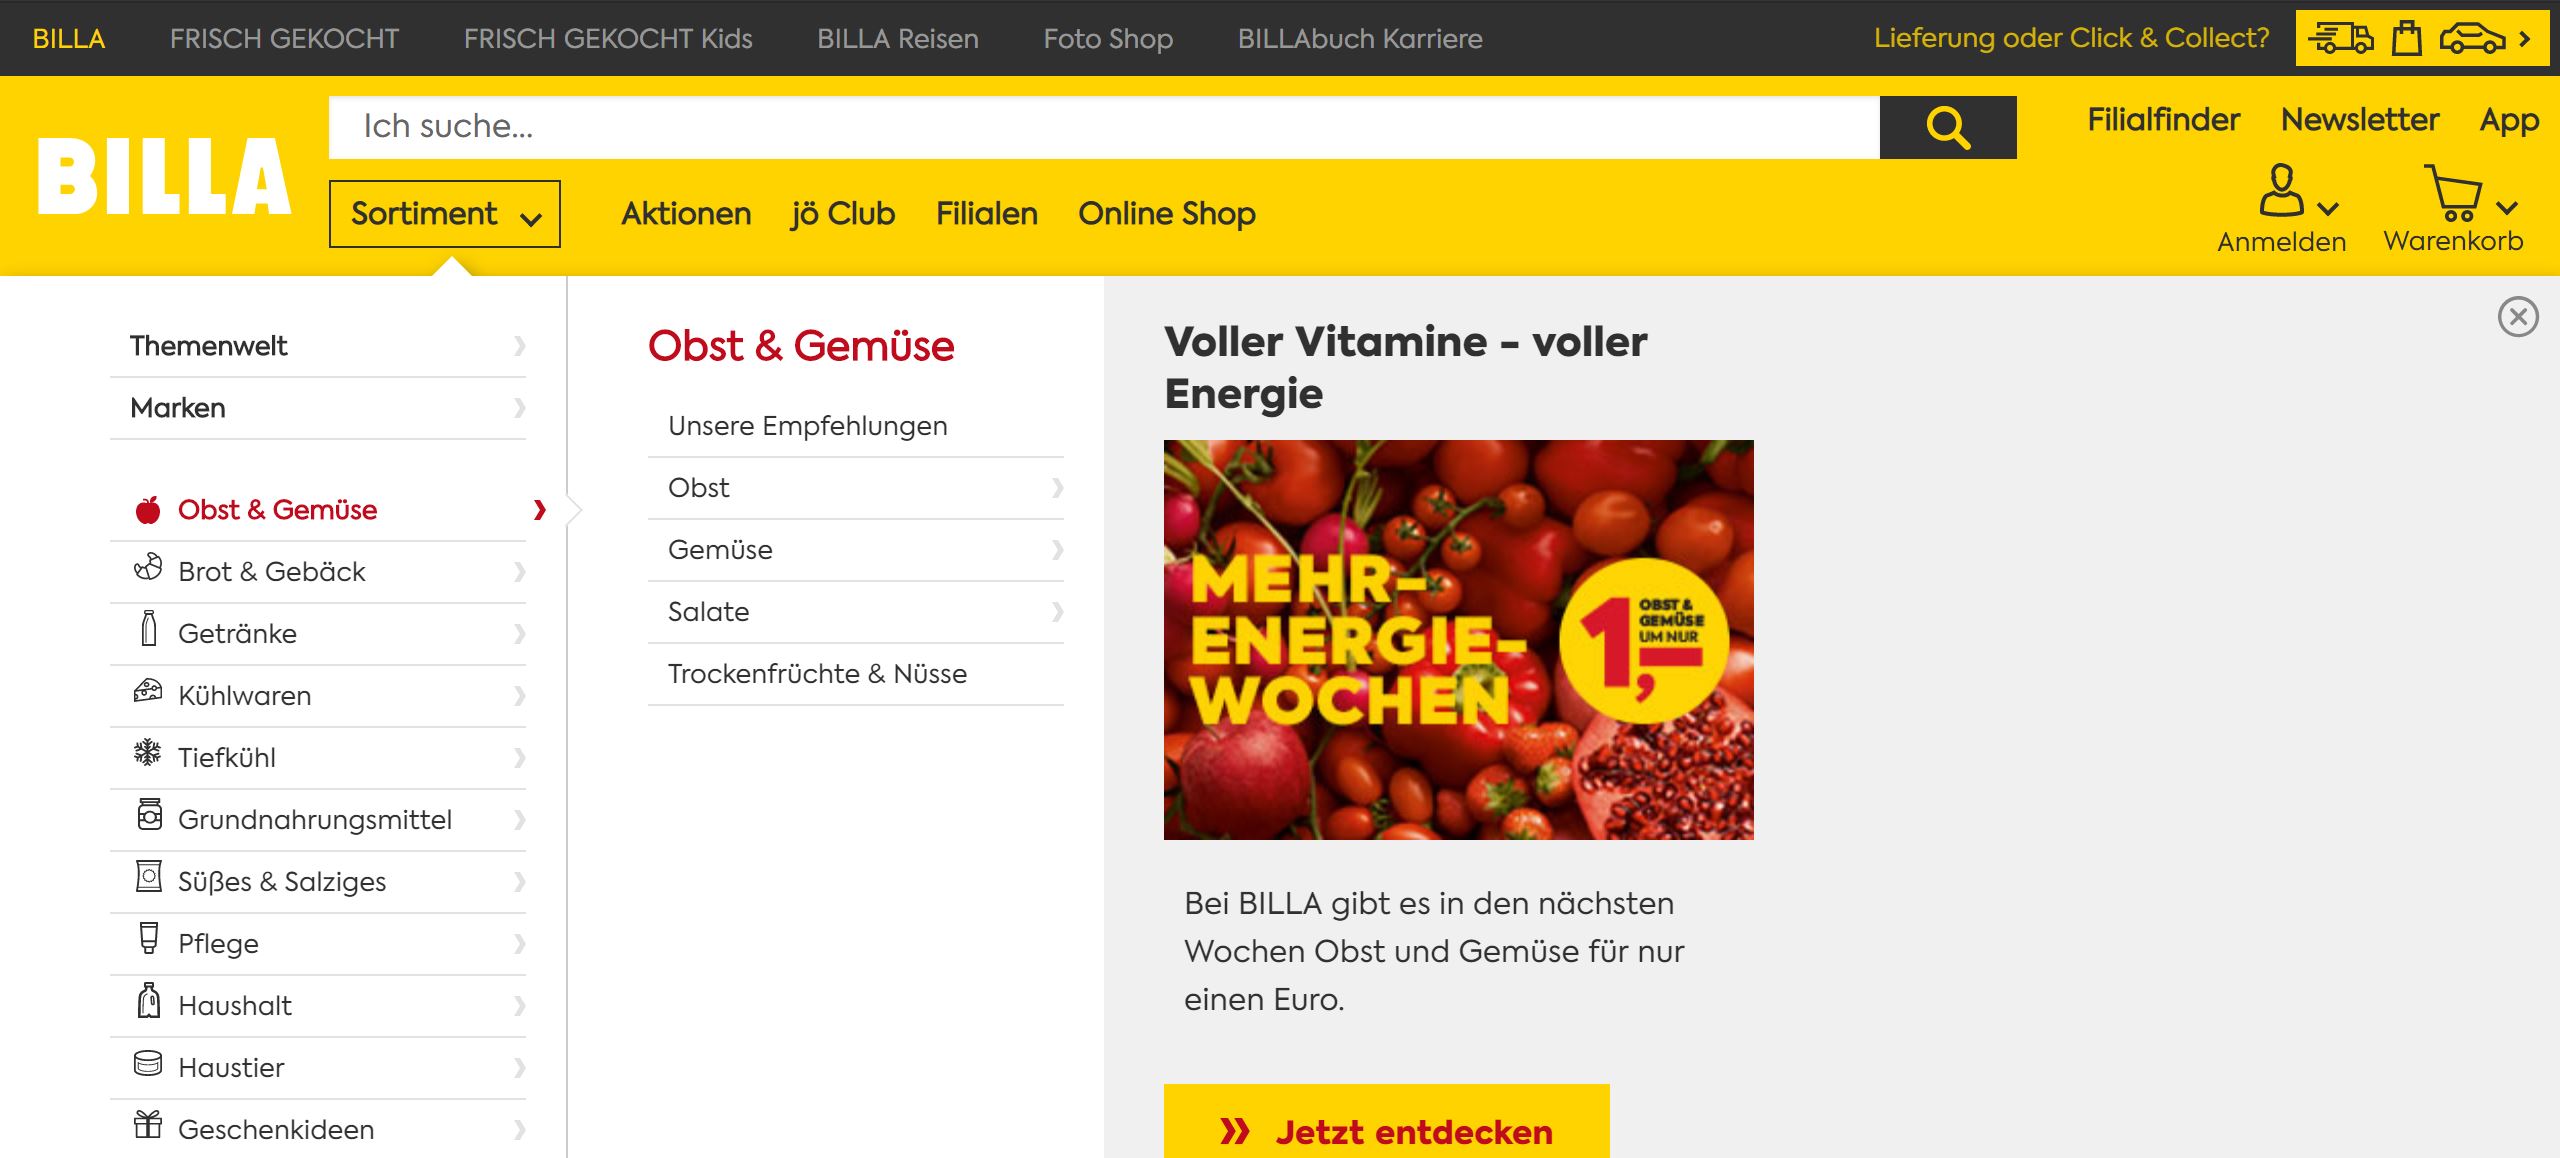 BILLA
FRISCH GEKOCHT
FRISCH GEKOCHT Kids
BILLA Reisen
Foto Shop
BILLAbuch Karriere
Lieferung oder Click & Collect?
BILLA
Ich suche...
Filialfinder
Newsletter
App
Sortiment
Aktionen
jö Club
Filialen
Online Shop
Anmelden
Warenkorb
Themenwelt
Marken
Obst & Gemüse
Brot & Gebäck
Getränke
Kühlwaren
Tiefkühl
Grundnahrungsmittel
Süßes & Salziges
Pflege
Haushalt
Haustier
Geschenkideen
Obst & Gemüse
Unsere Empfehlungen
Obst
Gemüse
Salate
Trockenfrüchte & Nüsse
Voller Vitamine - voller
Energie
MEHR-
ENERGIE-
WOCHEN
1,–
OBST &
GEMÜSE
UM NUR
Bei BILLA gibt es in den nächsten
Wochen Obst und Gemüse für nur
einen Euro.
Jetzt entdecken